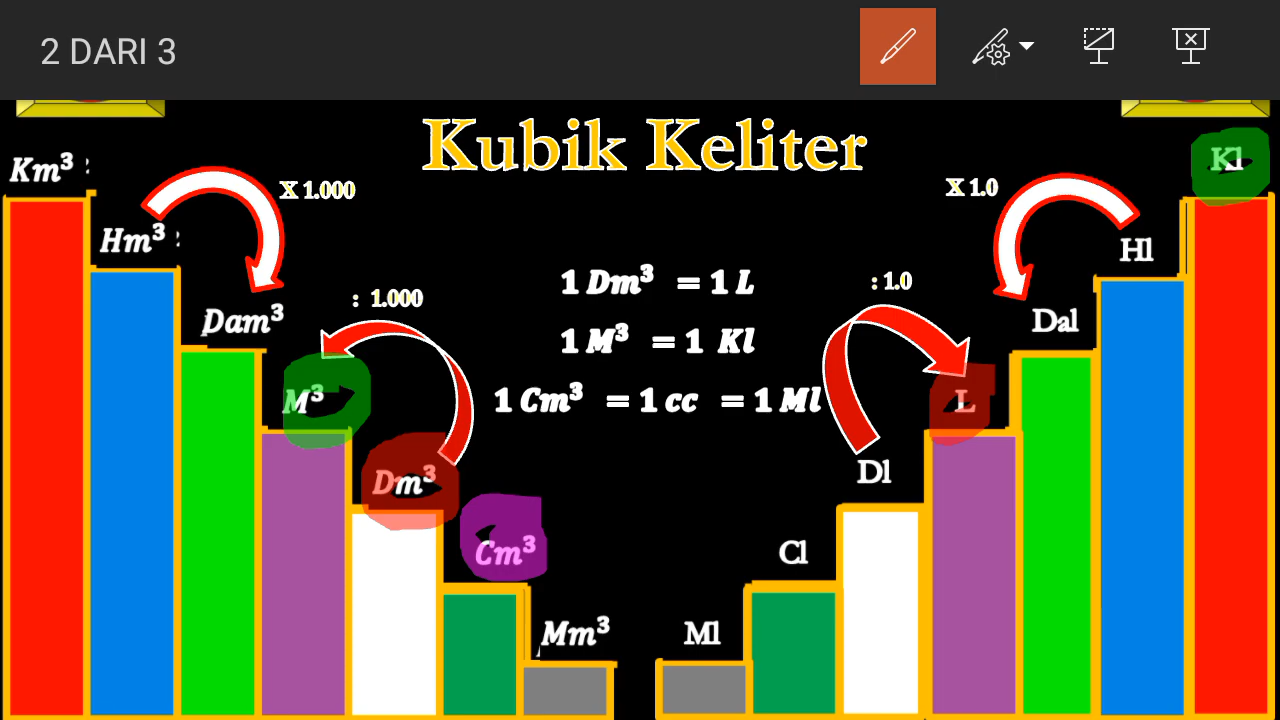 2 DARI 3
Kubik Keliter
Km³ :
Kl
X 1.000
X 1.0
Hm³ :
Hl
1 Dm³ = 1 L
: 1.0
: 1.000
Dam³
Dal
1 M³ = 1 Kl
M³
1 Cm³ = 1 cc = 1 Ml
L
Dm³
Dl
Cm³
Cl
Mm³
Ml